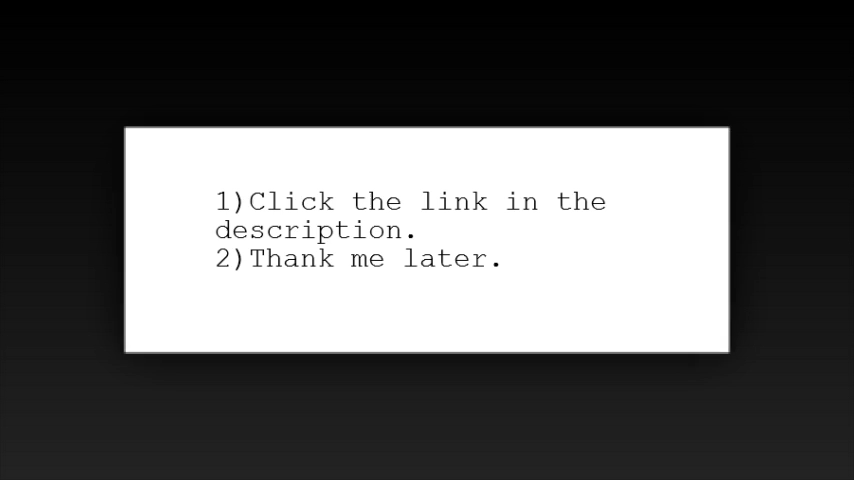 1)Click the link in the
description.
2)Thank me later.